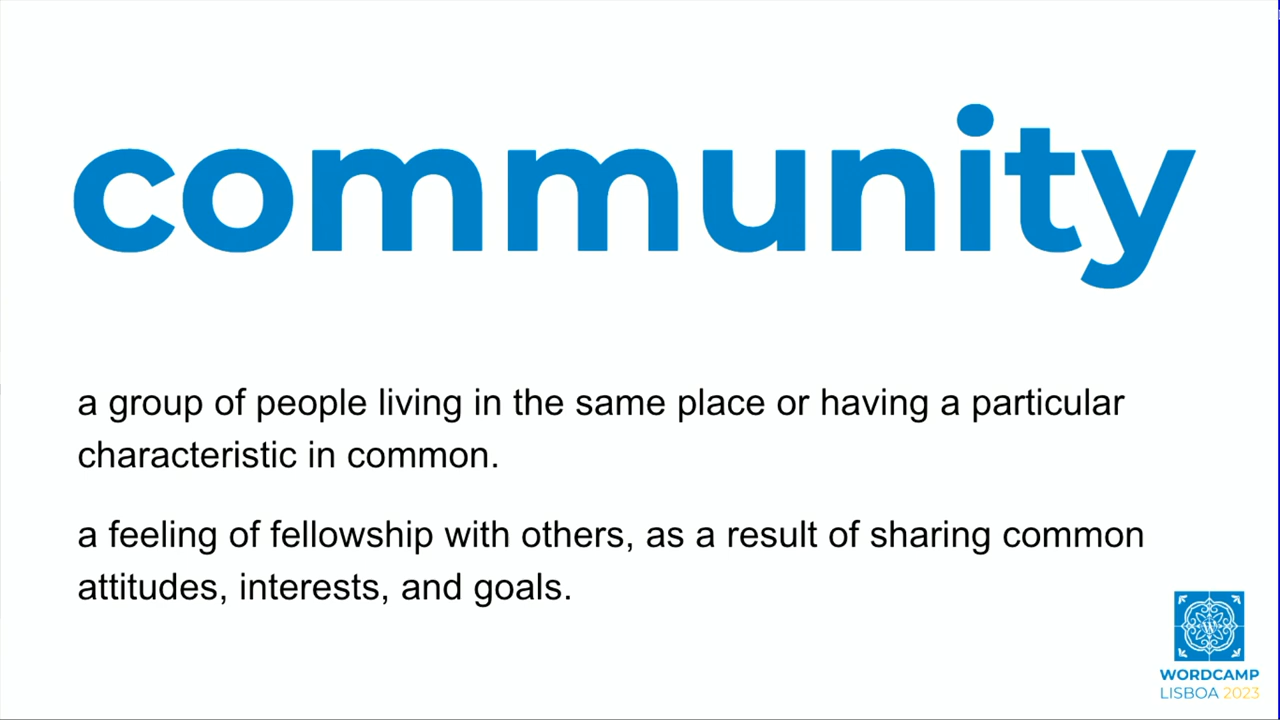 community
a group of people living in the same place or having a particular
characteristic in common.
a feeling of fellowship with others, as a result of sharing common
attitudes, interests, and goals.
W
WORDCAMP
LISBOA 2023